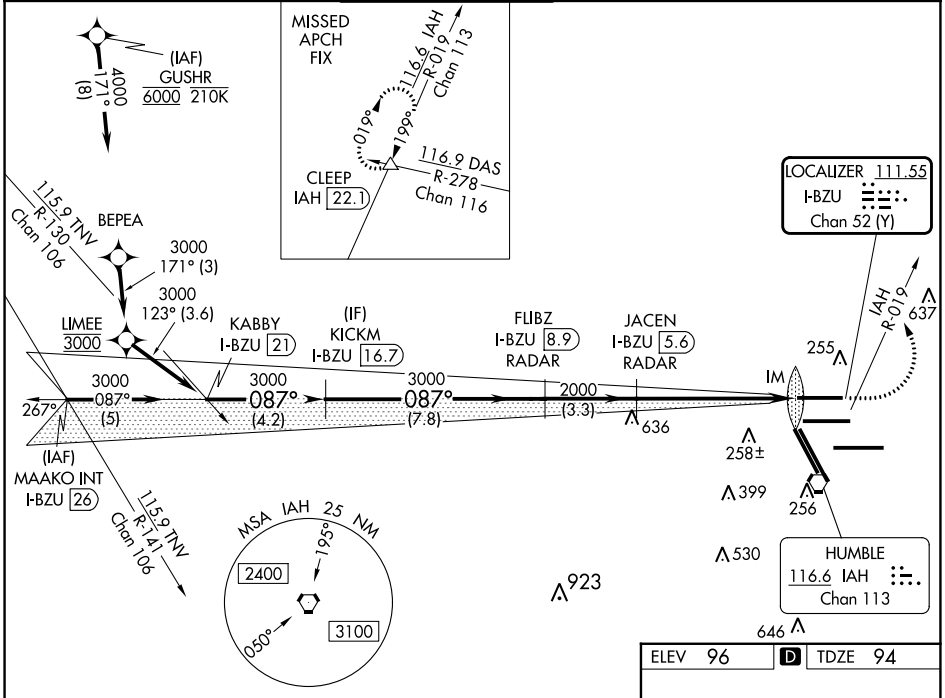 MISSED
APCH
FIX
116.6 IAH
R-019
Chan 113
019°
199°
CLEEP
IAH 22.1
116.9 DAS
R-278
Chan 116
(IAF)
GUSHR
6000 210K
4000
171°
(8)
LOCALIZER 111.55
I-BZU
Chan 52 (Y)
115.9 TNV
R-130
Chan 106
BEPEA
3000
171° (3)
3000
123° (3.6)
LIMEE
3000
KABBY
I-BZU 21
(IF)
KICKM
I-BZU 16.7
FLIBZ
I-BZU 8.9
RADAR
JACEN
I-BZU 5.6
RADAR
IAH
R-019
637
255
IM
267°
3000
087°
(5)
3000
087°
(4.2)
3000
087°
(7.8)
2000
(3.3)
636
258±
399
256
530
923
646
(IAF)
MAAKO INT
I-BZU 26
115.9 TNV
R-141
Chan 106
MSA IAH 25 NM
195°
2400
050°
3100
HUMBLE
116.6 IAH
Chan 113
ELEV 96 D TDZE 94